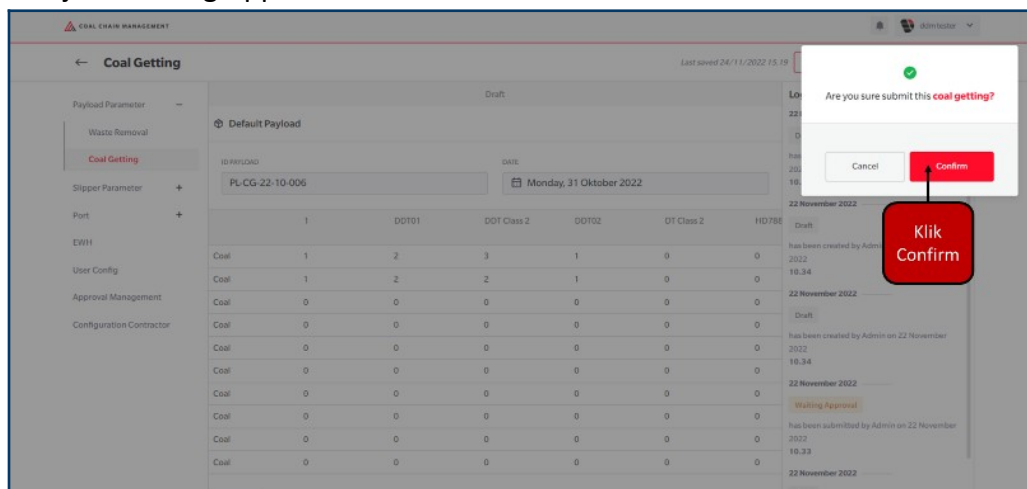 COAL CHAIN MANAGEMENT
ddmtester
← Coal Getting
Last saved 24/11/2022 15.19
Are you sure submit this coal getting?
Cancel
Confirm
Klik
Confirm
Payload Parameter −
Waste Removal
Coal Getting
Slipper Parameter +
Port +
EWH
User Config
Approval Management
Configuration Contractor
Draft
Default Payload
ID PAYLOAD
DATE
PL-CG-22-10-006
Monday, 31 Oktober 2022
1 DDT01 DDT Class 2 DDT02 DT Class 2
Coal 1 2 3 1 0 0
Coal 1 2 2 1 0 0
Coal 0 0 0 0 0 0
Coal 0 0 0 0 0 0
Coal 0 0 0 0 0 0
Coal 0 0 0 0 0 0
Coal 0 0 0 0 0 0
Coal 0 0 0 0 0 0
Coal 0 0 0 0 0 0
Coal 0 0 0 0 0 0
22 November 2022
Draft
has been created by
2022
10.34
22 November 2022
Draft
has been created by Admin on 22 November
2022
10.34
22 November 2022
Waiting Approval
has been submitted by Admin on 22 November
2022
10.33
22 November 2022